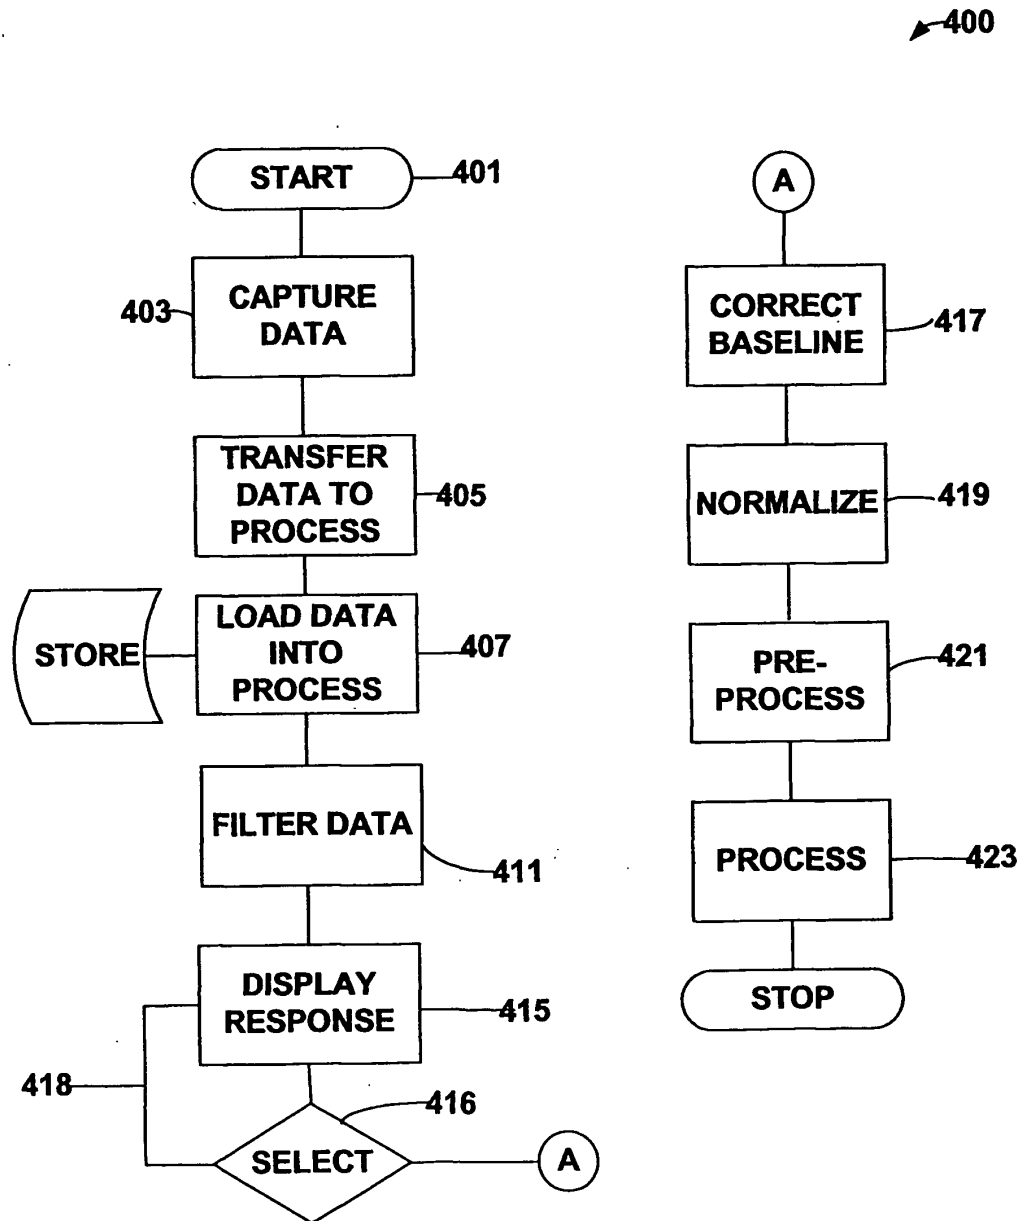 400
START
401
CAPTURE
DATA
403
TRANSFER
DATA TO
PROCESS
405
STORE
LOAD DATA
INTO
PROCESS
407
FILTER DATA
411
DISPLAY
RESPONSE
415
418
416
SELECT
A
A
CORRECT
BASELINE
417
NORMALIZE
419
PRE-
PROCESS
421
PROCESS
423
STOP